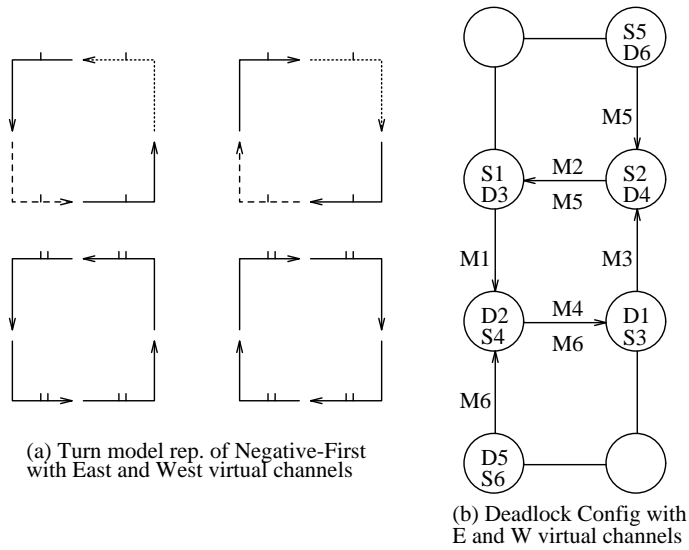 S5
D6
M5
S1
D3
M2
M5
S2
D4
M1
M3
D2
S4
M4
M6
D1
S3
M6
D5
S6
(a) Turn model rep. of Negative-First
with East and West virtual channels
(b) Deadlock Config with
E and W virtual channels